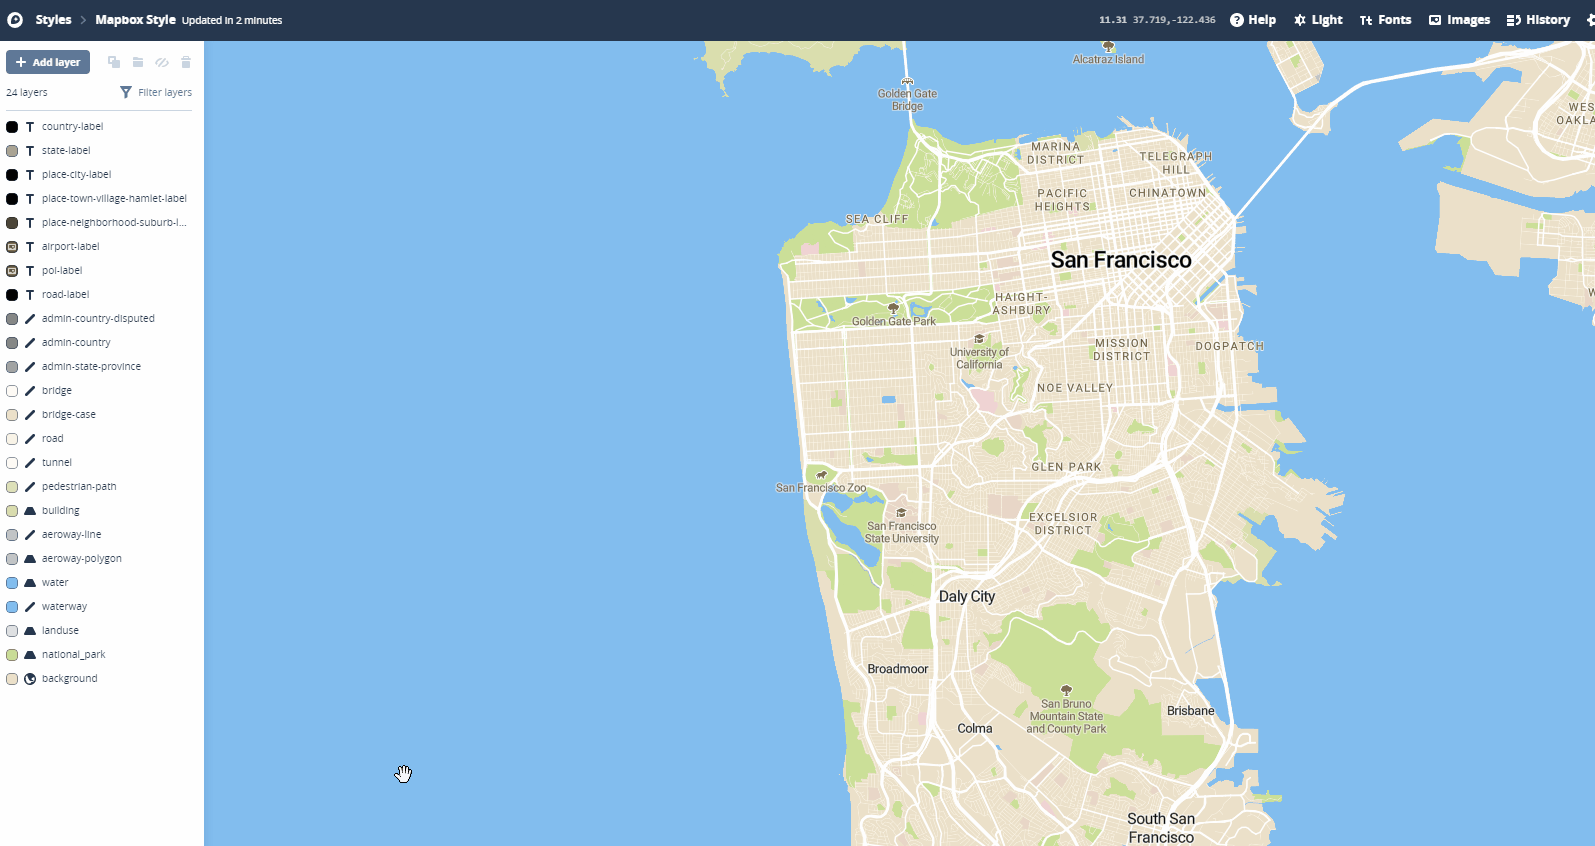 Styles > Mapbox Style Updated in 2 minutes
11.31 37.719,-122.436
Help
Light
Tt Fonts
Images
History
+ Add layer
24 layers
Filter layers
T country-label
T state-label
T place-city-label
T place-town-village-hamlet-label
T place-neighborhood-suburb-l...
T airport-label
T poi-label
T road-label
admin-country-disputed
admin-country
admin-state-province
bridge
bridge-case
road
tunnel
pedestrian-path
building
aeroway-line
aeroway-polygon
water
waterway
landuse
national_park
background
Alcatraz Island
Golden Gate
Bridge
WES
OAKLA
MARINA
DISTRICT
TELEGRAPH
HILL
PACIFIC
HEIGHTS
CHINATOWN
SEA CLIFF
San Francisco
HAIGHT-
ASHBURY
W
Golden Gate Park
University of
California
MISSION
DISTRICT
DOGPATCH
NOE VALLEY
GLEN PARK
San Francisco Zoo
San Francisco
State University
EXCELSIOR
DISTRICT
Daly City
Broadmoor
San Bruno
Mountain State
and County Park
Brisbane
Colma
South San
Francisco